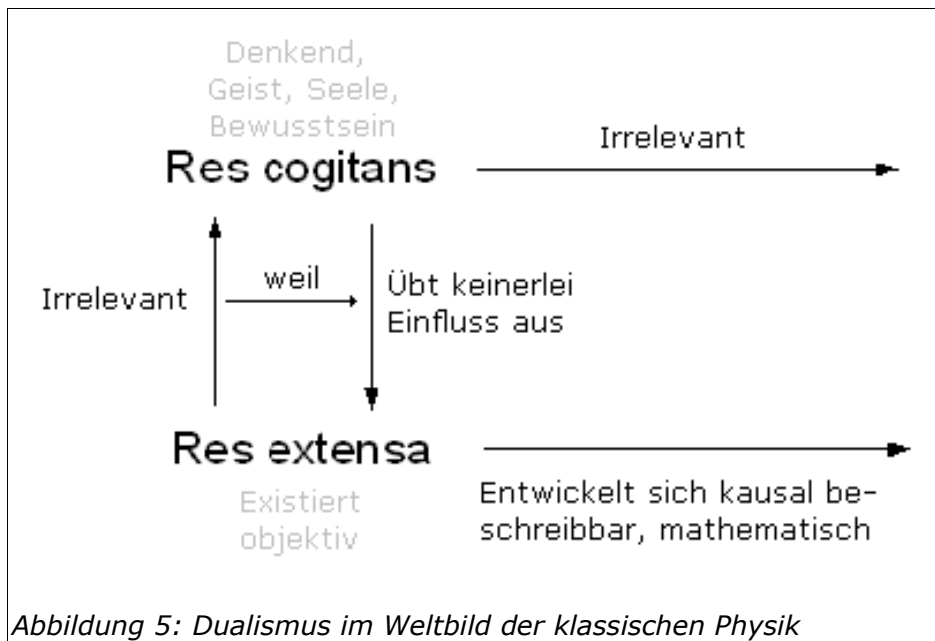 Denkend,
Geist, Seele,
Bewusstsein
Res cogitans
Irrelevant
Irrelevant
weil
Übt keinerlei
Einfluss aus
Res extensa
Existiert
objektiv
Entwickelt sich kausal be-
schreibbar, mathematisch
Abbildung 5: Dualismus im Weltbild der klassischen Physik